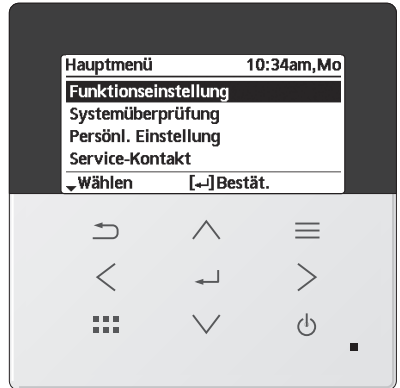 Hauptmenü 10:34am,Mo
Funktionseinstellung
Systemüberprüfung
Persönl. Einstellung
Service-Kontakt
Wählen [↵]Bestät.